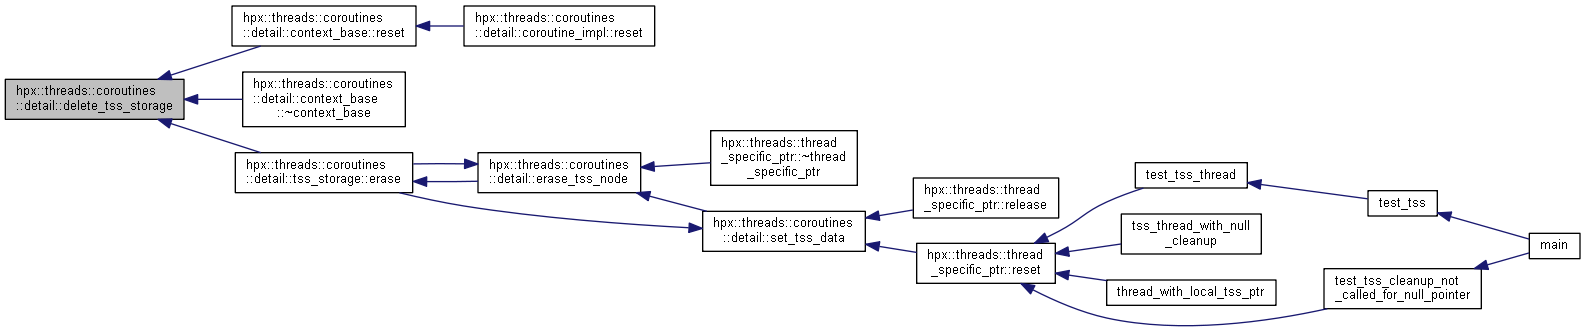 hpx::threads::coroutines
::detail::context_base::reset
hpx::threads::coroutines
::detail::coroutine_impl::reset
hpx::threads::coroutines
::detail::delete_tss_storage
hpx::threads::coroutines
::detail::context_base
::~context_base
hpx::threads::coroutines
::detail::tss_storage::erase
hpx::threads::coroutines
::detail::erase_tss_node
hpx::threads::thread
_specific_ptr::~thread
_specific_ptr
hpx::threads::coroutines
::detail::set_tss_data
hpx::threads::thread
_specific_ptr::release
hpx::threads::thread
_specific_ptr::reset
test_tss_thread
tss_thread_with_null
_cleanup
thread_with_local_tss_ptr
test_tss
test_tss_cleanup_not
_called_for_null_pointer
main